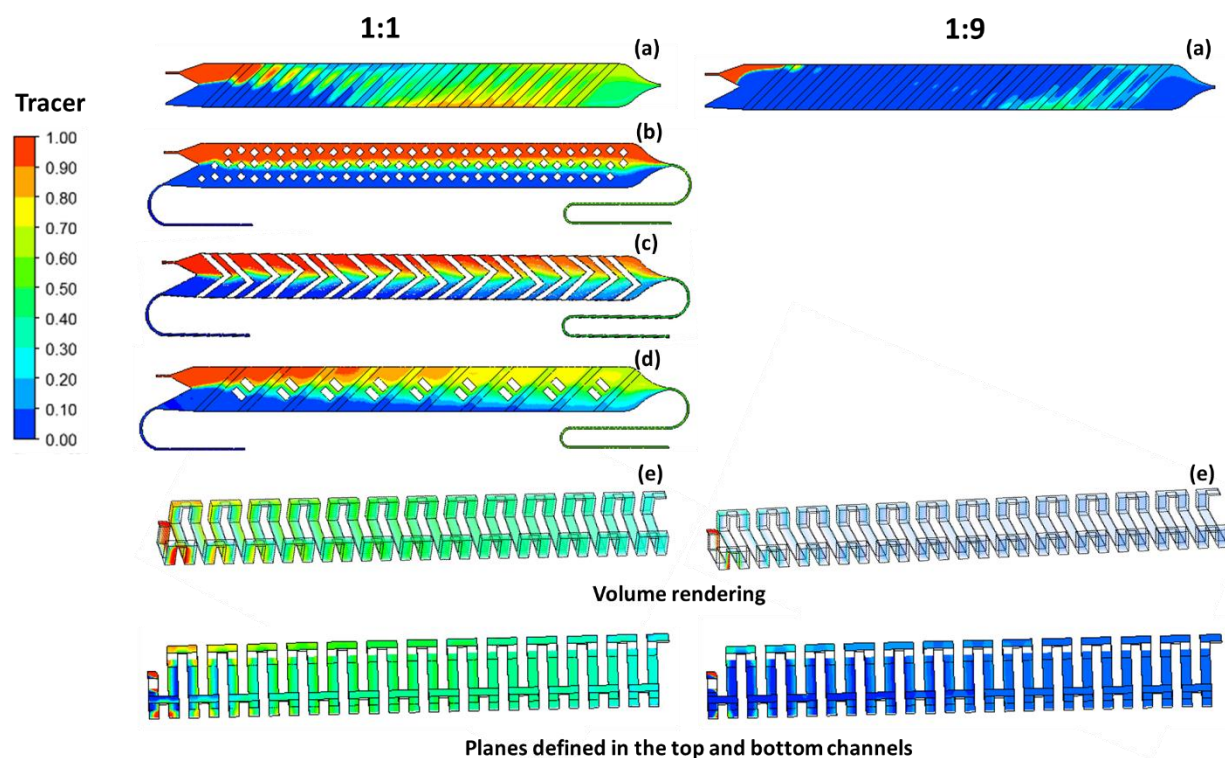 1:1
1:9
(a)
(a)
Tracer
1.00
0.90
0.80
0.70
0.60
0.50
0.40
0.30
0.20
0.10
0.00
(b)
(c)
(d)
(e)
(e)
Volume rendering
Planes defined in the top and bottom channels